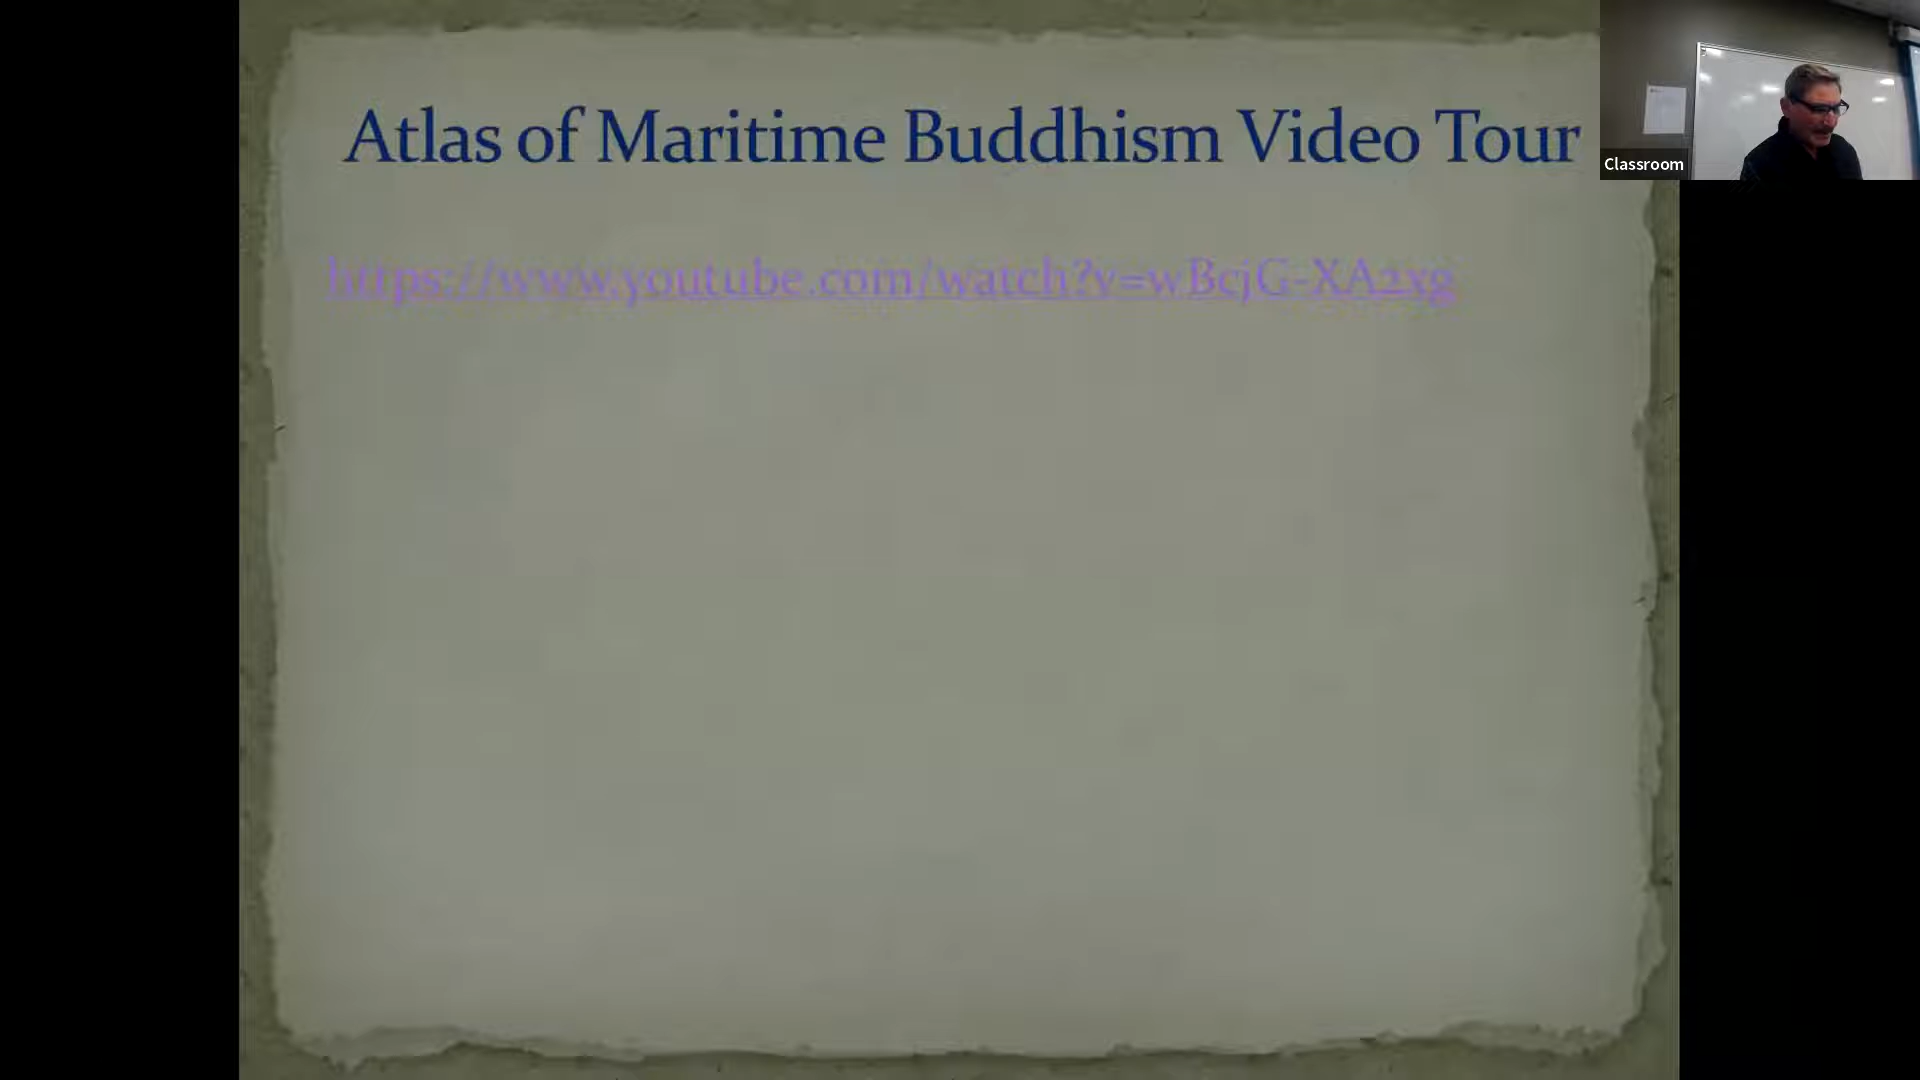 Atlas of Maritime Buddhism Video Tour
https://www.youtube.com/watch?v=wBcjG-XA2xg
Classroom